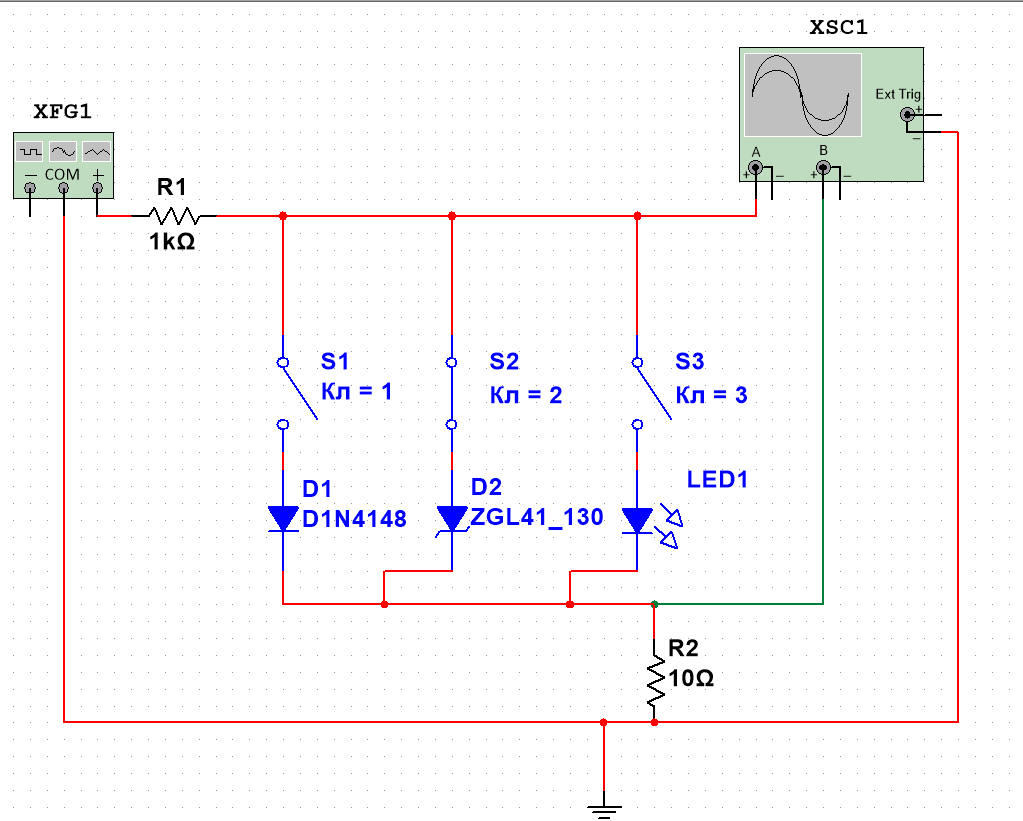 XSC1
Ext Trig
+
−
A
B
+
−
+
−
XFG1
− COM +
R1
1kΩ
S1
Кл = 1
S2
Кл = 2
S3
Кл = 3
D1
D1N4148
D2
ZGL41_130
LED1
R2
10Ω